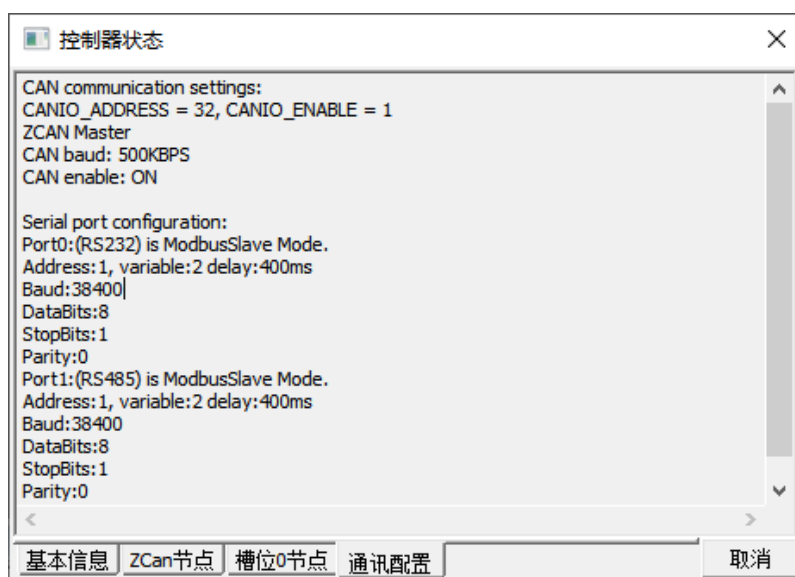 控制器状态
CAN communication settings:
CANIO_ADDRESS = 32, CANIO_ENABLE = 1
ZCAN Master
CAN baud: 500KBPS
CAN enable: ON
Serial port configuration:
Port0:(RS232) is ModbusSlave Mode.
Address:1, variable:2 delay:400ms
Baud:38400
DataBits:8
StopBits:1
Parity:0
Port1:(RS485) is ModbusSlave Mode.
Address:1, variable:2 delay:400ms
Baud:38400
DataBits:8
StopBits:1
Parity:0
基本信息 ZCan节点 槽位0节点 通讯配置 取消